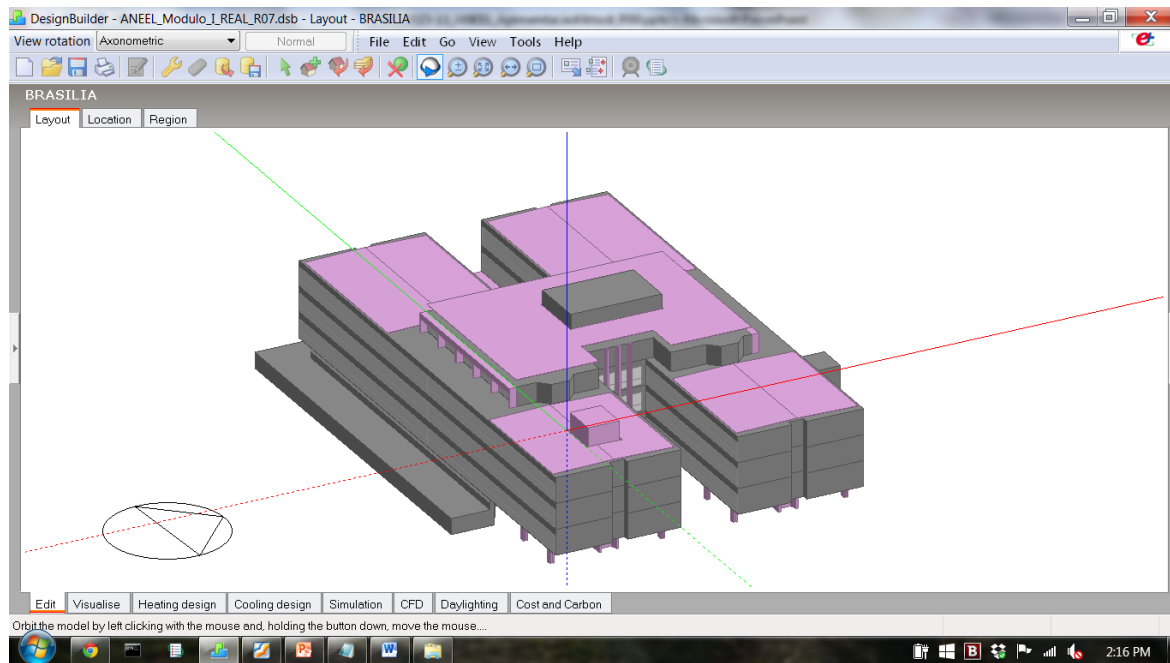 DesignBuilder - ANEEL_Modulo_I_REAL_R07.dsb - Layout - BRASILIA
View rotation Axonometric Normal File Edit Go View Tools Help
BRASILIA
Layout Location Region
Edit Visualise Heating design Cooling design Simulation CFD Daylighting Cost and Carbon
Orbit the model by left clicking with the mouse and, holding the button down, move the mouse....
2:16 PM